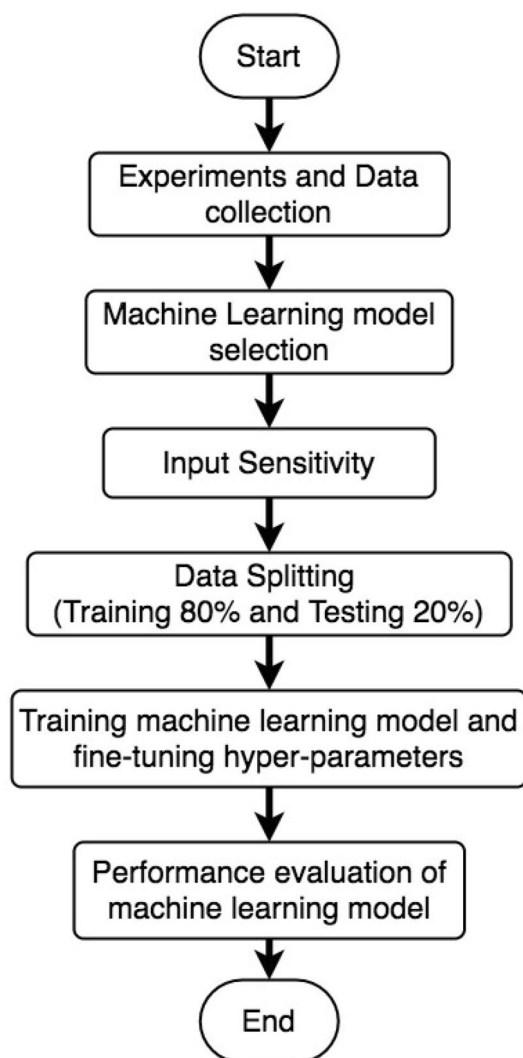 Start
Experiments and Data
collection
Machine Learning model
selection
Input Sensitivity
Data Splitting
(Training 80% and Testing 20%)
Training machine learning model and
fine-tuning hyper-parameters
Performance evaluation of
machine learning model
End